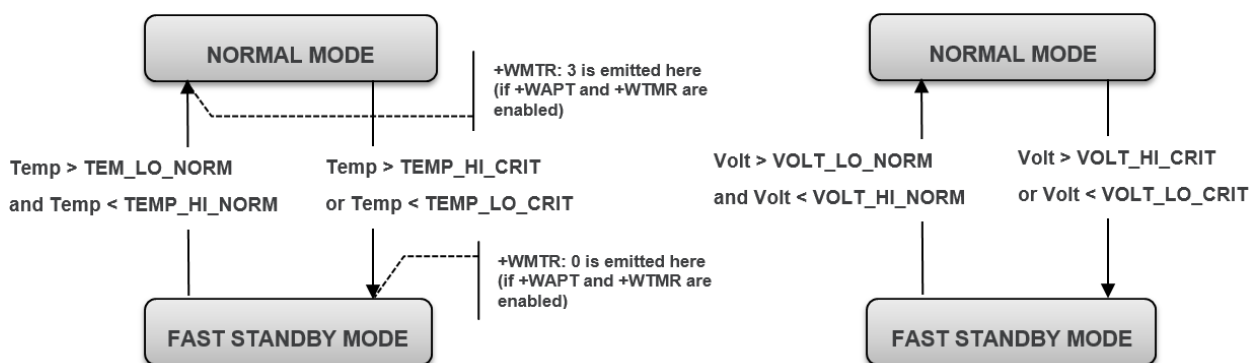 NORMAL MODE
+WMTR: 3 is emitted here
(if +WAPT and +WTMR are
enabled)
Temp > TEM_LO_NORM
and Temp < TEMP_HI_NORM
Temp > TEMP_HI_CRIT
or Temp < TEMP_LO_CRIT
+WMTR: 0 is emitted here
(if +WAPT and +WTMR are
enabled)
FAST STANDBY MODE
NORMAL MODE
Volt > VOLT_LO_NORM
and Volt < VOLT_HI_NORM
Volt > VOLT_HI_CRIT
or Volt < VOLT_LO_CRIT
FAST STANDBY MODE